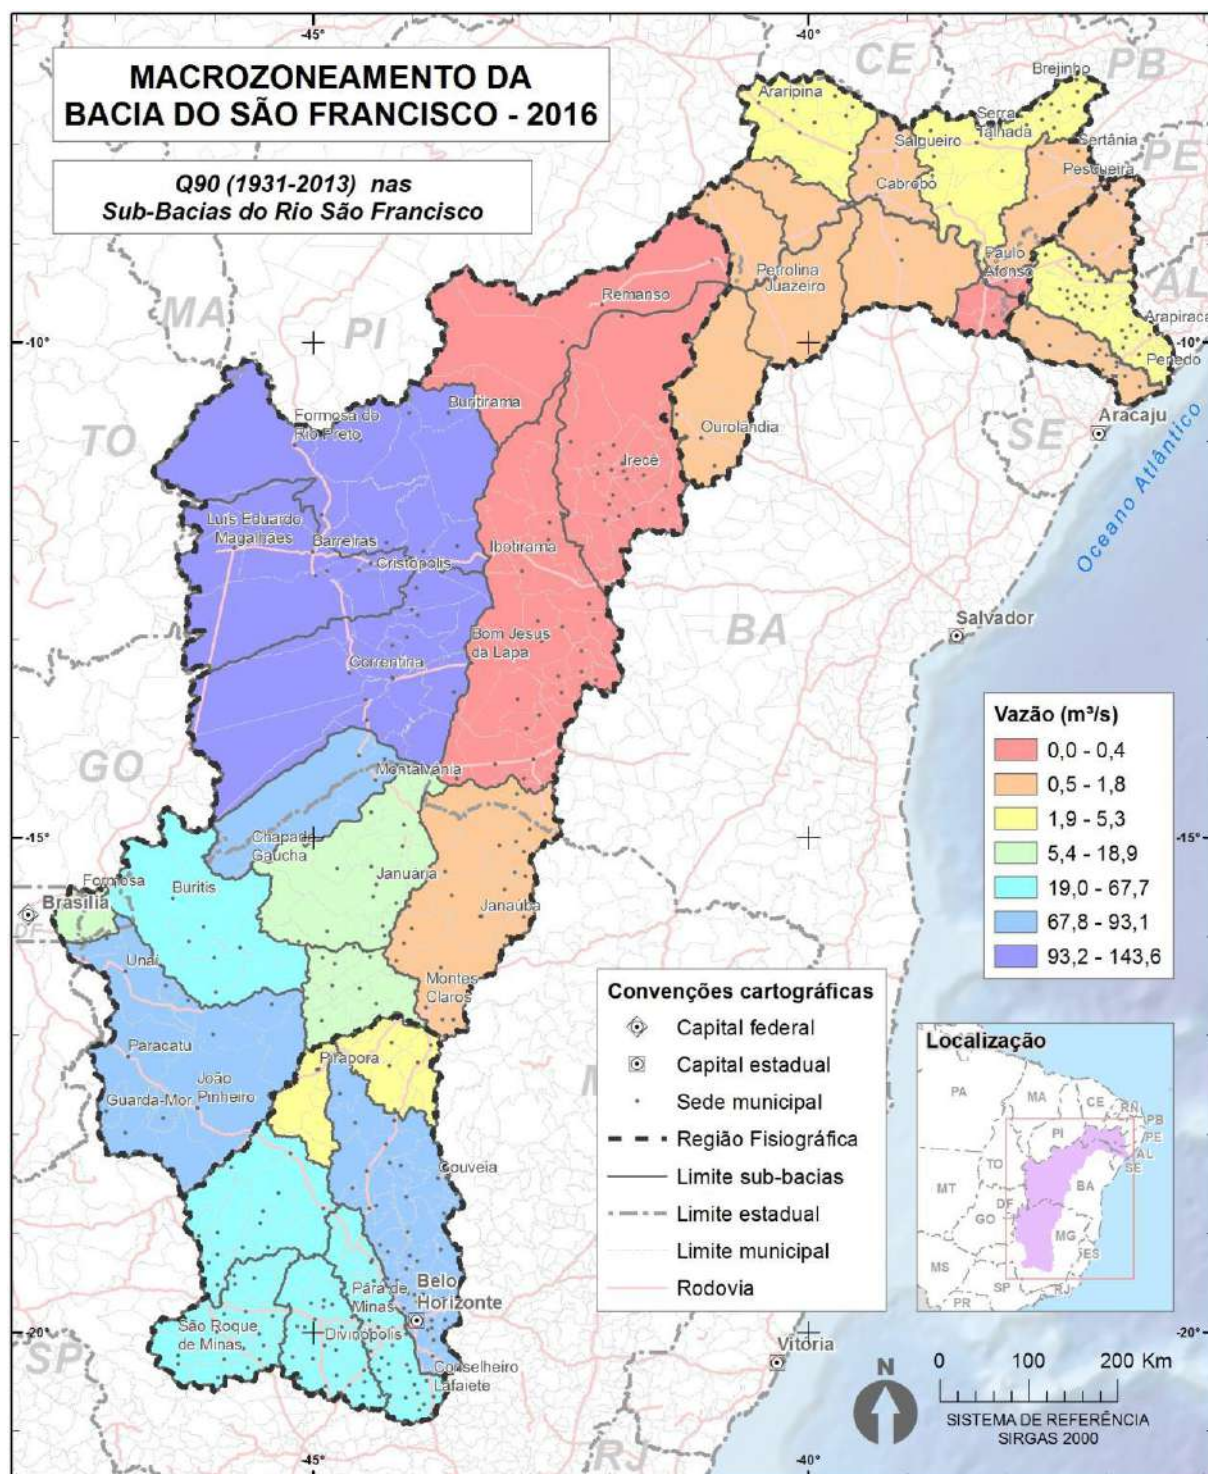 -45°
-40°
MACROZONEAMENTO DA
BACIA DO SÃO FRANCISCO - 2016
Q90 (1931-2013) nas
Sub-Bacias do Rio São Francisco
CE
PB
PE
AL
SE
MA
PI
TO
BA
GO
DF
SP
RJ
Brejinho
Araripina
Serra
Talhada
Salgueiro
Sertânia
Pesqueira
Cabrobó
Paulo
Afonso
Petrolina
Juazeiro
Remanso
Arapiraca
Penedo
-10°
-10°
Aracaju
Buritirama
Formosa do
Rio Preto
Ourolandia
Irecê
Oceano Atlântico
Luís Eduardo
Magalhães
Barreiras
Cristópolis
Ibotirama
Salvador
Bom Jesus
da Lapa
Correntina
Montalvânia
-15°
-15°
Chapada
Gaucha
Januária
Formosa
Brasília
Buritis
Janaúba
Unaí
Montes
Claros
Paracatu
Pirapora
João
Pinheiro
Guarda-Mor
Gouveia
Belo
Horizonte
Pará de
Minas
São Roque
de Minas
Divinópolis
-20°
-20°
Conselheiro
Lafaiete
Vitória
Vazão (m³/s)
0,0 - 0,4
0,5 - 1,8
1,9 - 5,3
5,4 - 18,9
19,0 - 67,7
67,8 - 93,1
93,2 - 143,6
Convenções cartográficas
Capital federal
Capital estadual
Sede municipal
Região Fisiográfica
Limite sub-bacias
Limite estadual
Limite municipal
Rodovia
Localização
PA
MA
CE
RN
PB
PI
PE
AL
SE
TO
BA
MT
DF
GO
MG
ES
MS
SP
RJ
PR
N
0 100 200 Km
SISTEMA DE REFERÊNCIA
SIRGAS 2000
-45°
-40°